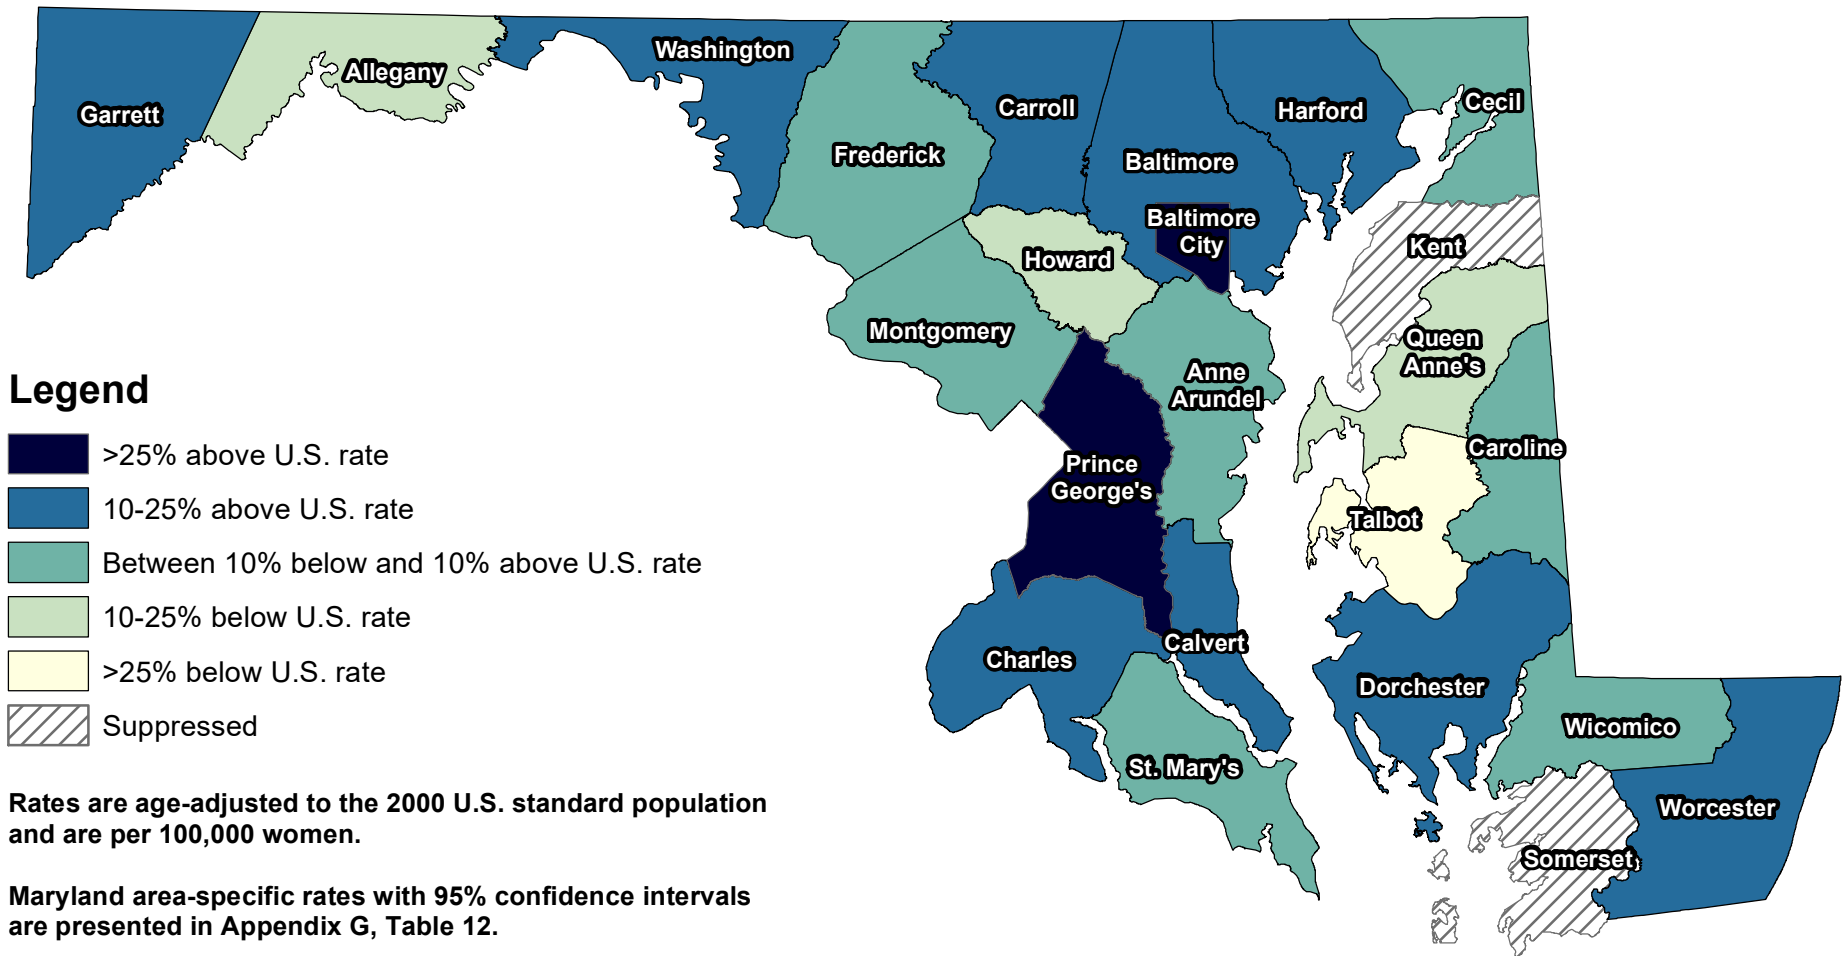 Garrett
Allegany
Washington
Frederick
Carroll
Baltimore
Harford
Cecil
Baltimore
City
Howard
Kent
Montgomery
Anne
Arundel
Queen
Anne's
Caroline
Prince
George's
Talbot
Calvert
Charles
Dorchester
St. Mary's
Wicomico
Worcester
Somerset
Legend
>25% above U.S. rate
10-25% above U.S. rate
Between 10% below and 10% above U.S. rate
10-25% below U.S. rate
>25% below U.S. rate
Suppressed
Rates are age-adjusted to the 2000 U.S. standard population
and are per 100,000 women.
Maryland area-specific rates with 95% confidence intervals
are presented in Appendix G, Table 12.